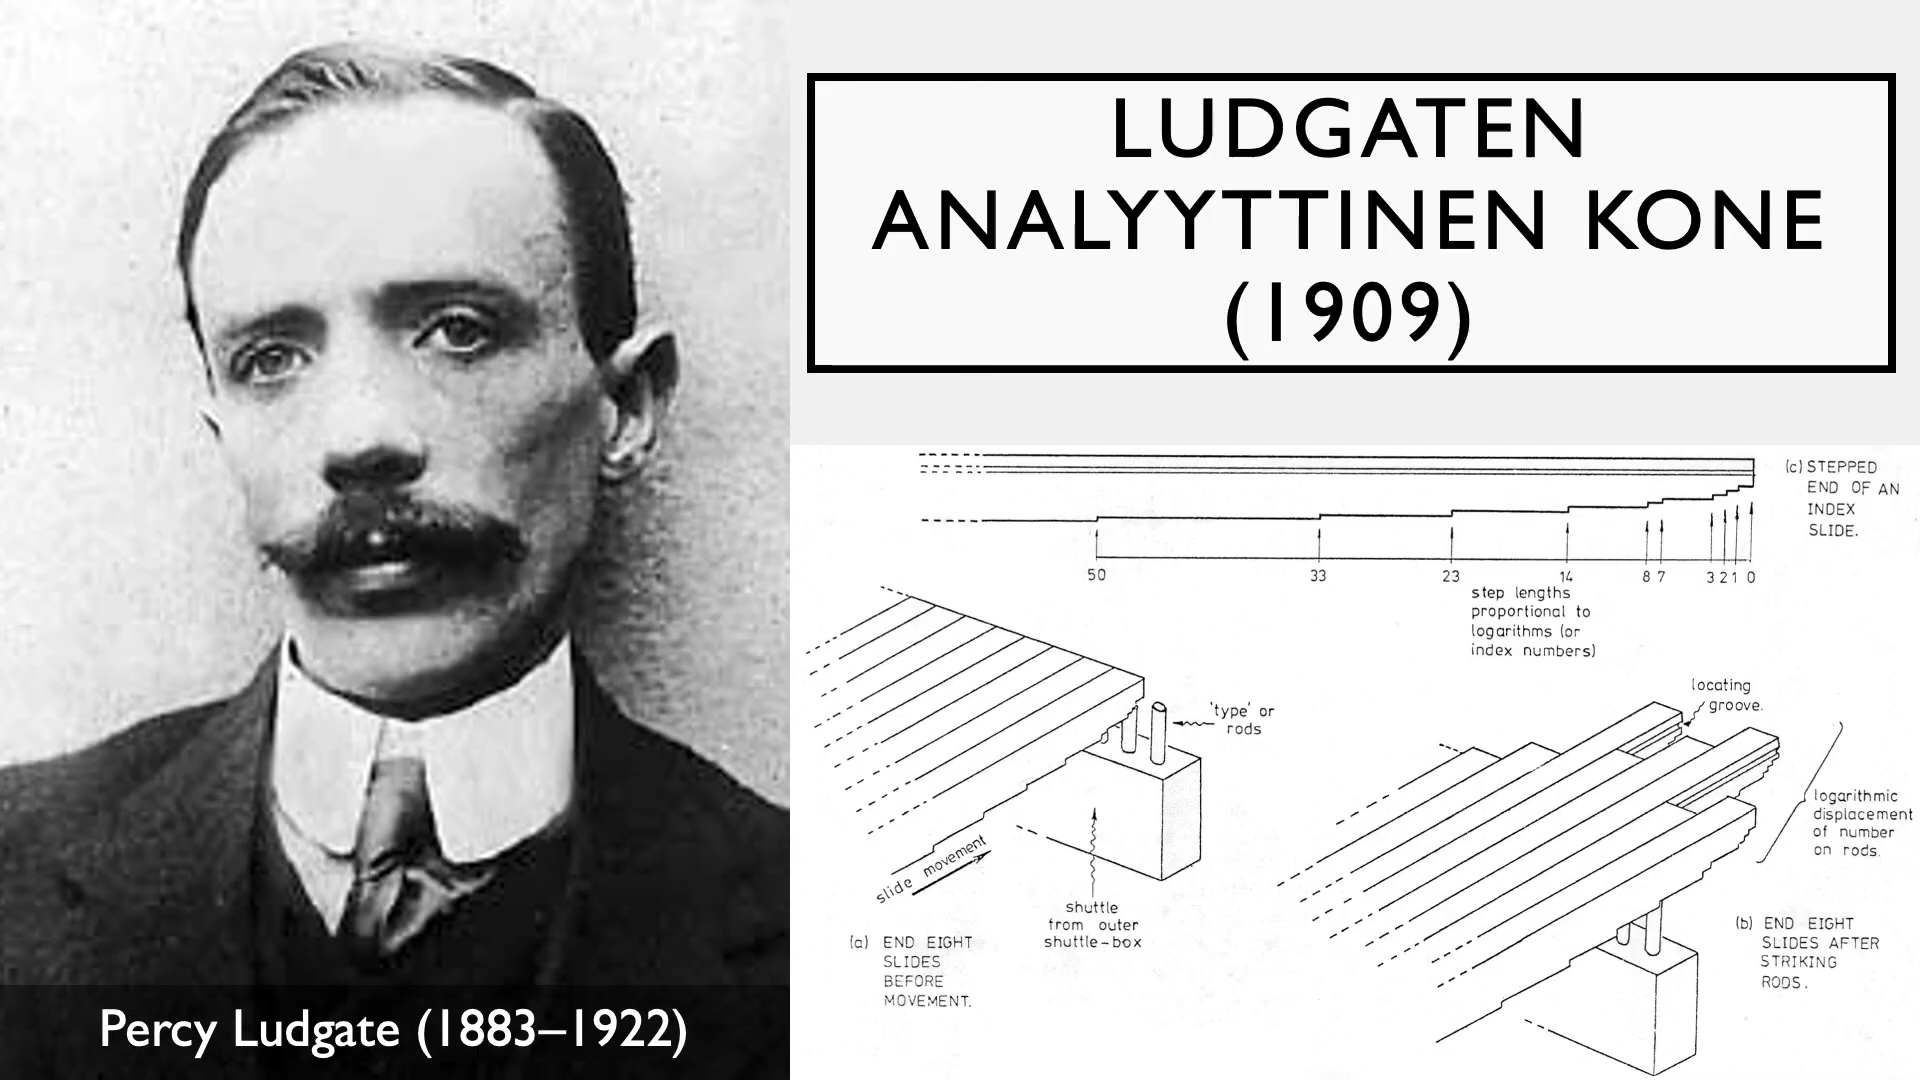 LUDGATEN
ANALYYTTINEN KONE
(1909)
Percy Ludgate (1883–1922)
(c) STEPPED
END OF AN
INDEX
SLIDE.
50 33 23 14 8 7 3 2 1 0
step lengths
proportional to
logarithms (or
index numbers)
'type' or
rods
slide movement
shuttle
from outer
shuttle-box
(a) END EIGHT
SLIDES
BEFORE
MOVEMENT.
locating
groove.
logarithmic
displacement
of number
on rods.
(b) END EIGHT
SLIDES AFTER
STRIKING
RODS.